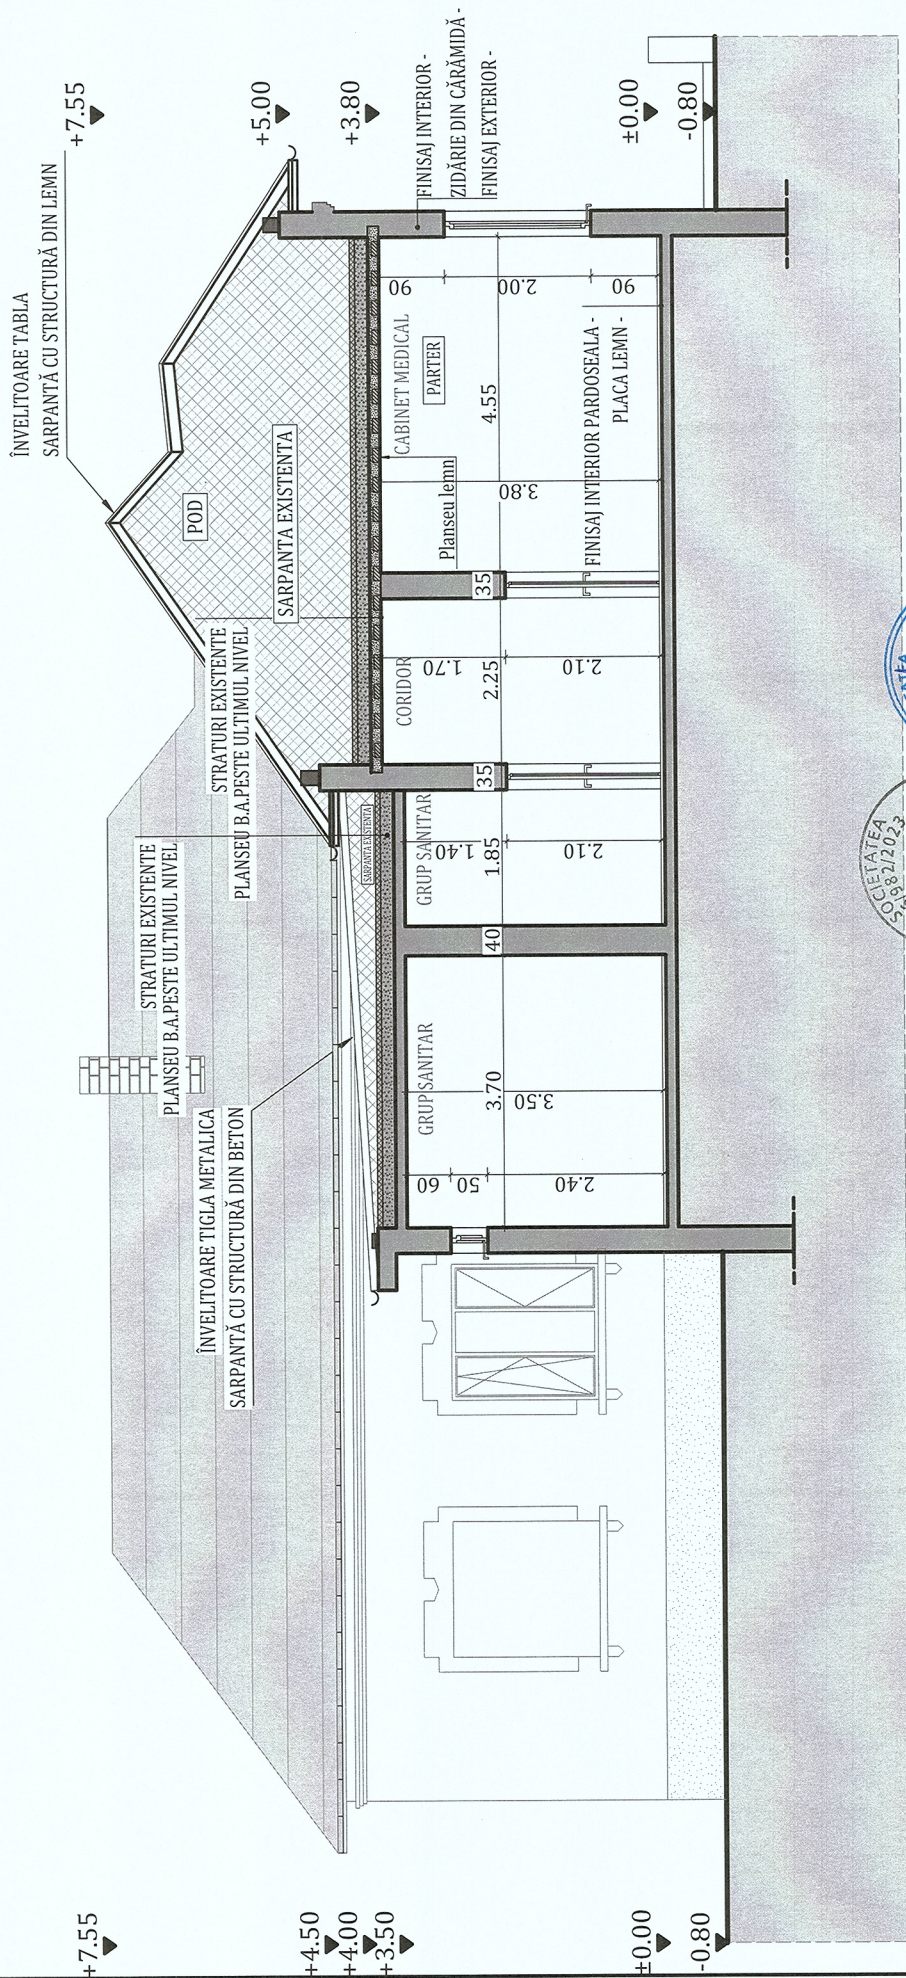 ÎNVELITOARE TABLA
SARPANTĂ CU STRUCTURĂ DIN LEMN
+7.55
+5.00
+3.80
±0.00
-0.80
FINISAJ INTERIOR -
ZIDĂRIE DIN CĂRĂMIDĂ -
FINISAJ EXTERIOR -
POD
SARPANTA EXISTENTA
STRATURI EXISTENTE
PLANSEU B.A.PESTE ULTIMUL NIVEL
STRATURI EXISTENTE
PLANSEU B.A.PESTE ULTIMUL NIVEL
SARPANTA EXISTENTA
ÎNVELITOARE TIGLA METALICA
SARPANTĂ CU STRUCTURĂ DIN BETON
GRUP SANITAR
3.70
3.50
60
50
2.40
40
GRUP SANITAR
1.40
1.85
2.10
35
CORIDOR
1.70
2.25
2.10
35
CABINET MEDICAL
PARTER
Planseu lemn
4.55
3.80
90
2.00
90
FINISAJ INTERIOR PARDOSEALA -
PLACA LEMN -
+7.55
+4.50
+4.00
+3.50
±0.00
-0.80
SOCIETATEA